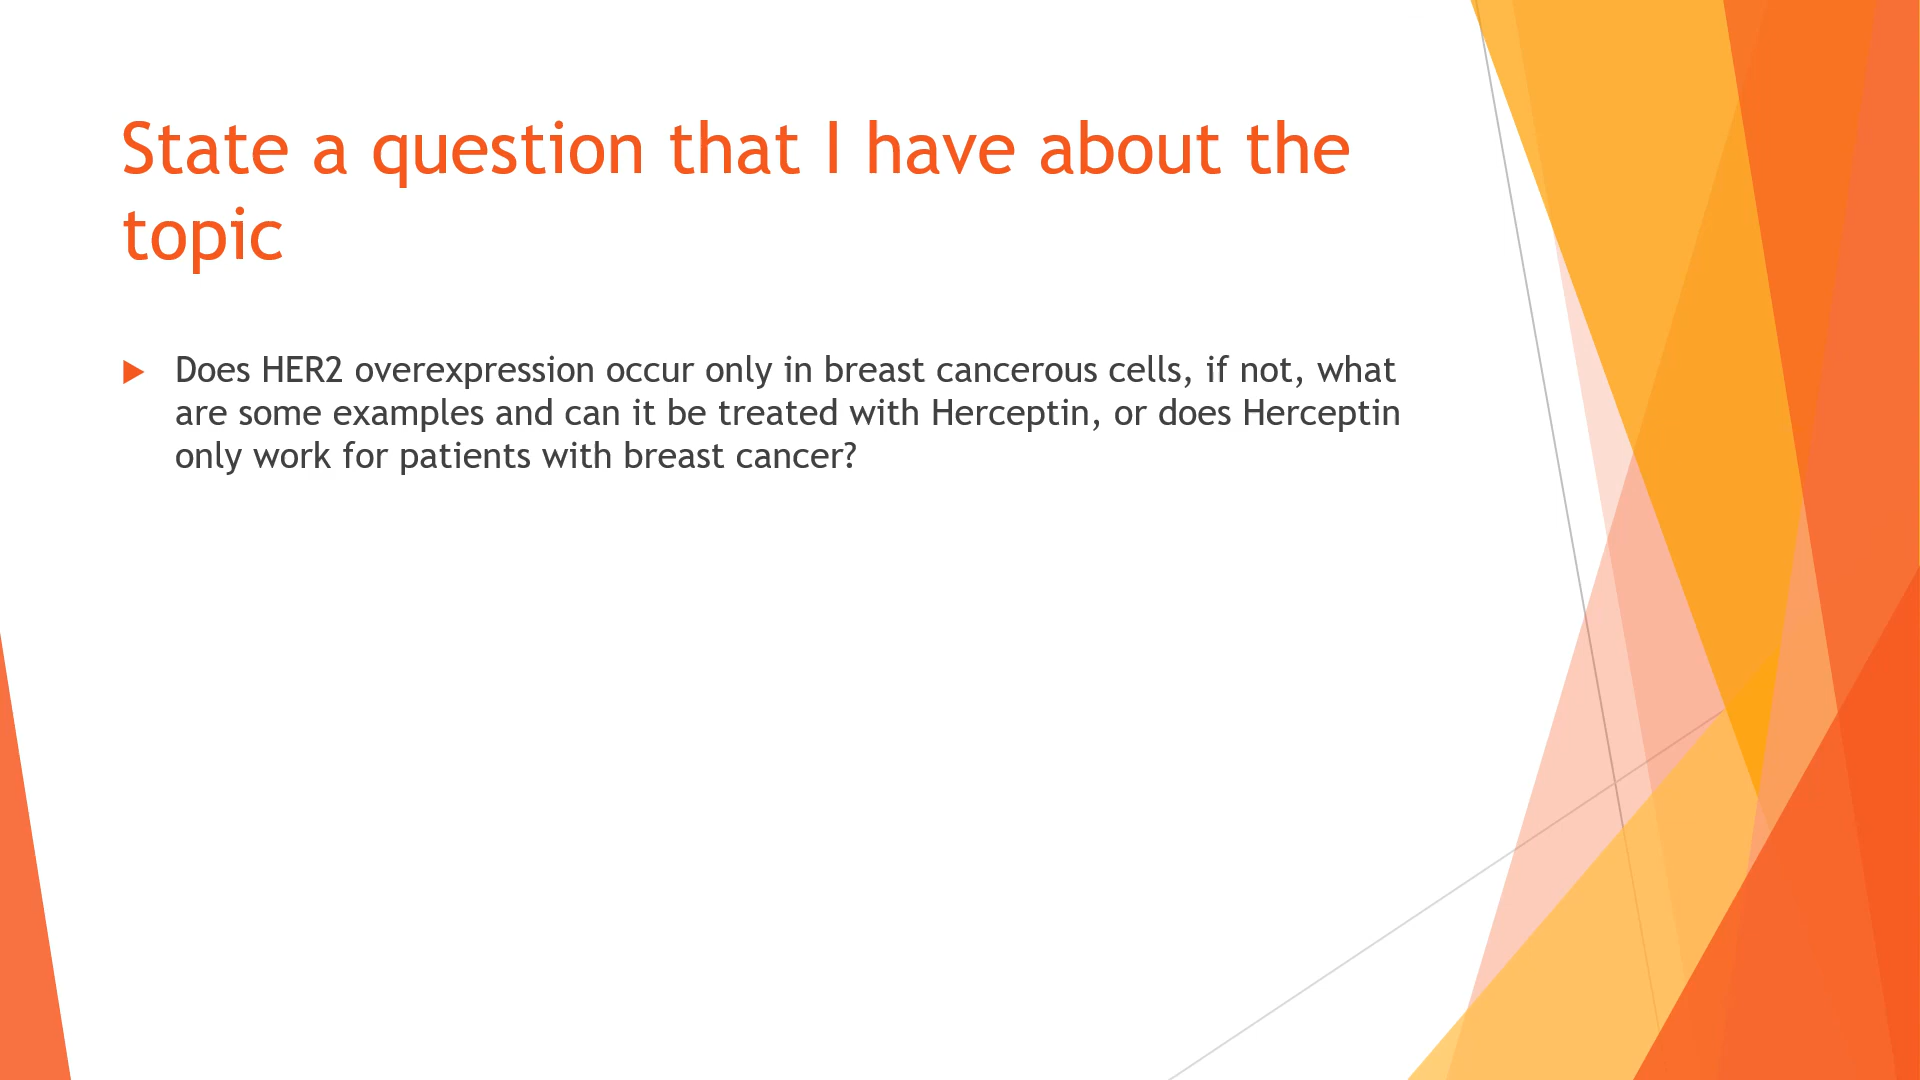 State a question that I have about the
topic
Does HER2 overexpression occur only in breast cancerous cells, if not, what
are some examples and can it be treated with Herceptin, or does Herceptin
only work for patients with breast cancer?